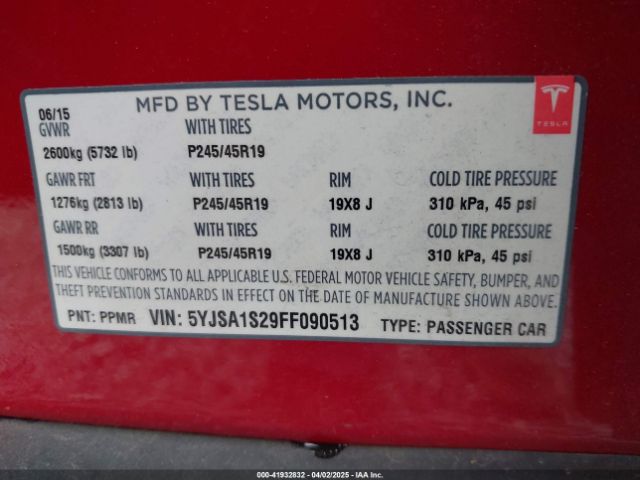 06/15 MFD BY TESLA MOTORS, INC.
TESLA
GVWR WITH TIRES
2600kg (5732 lb) P245/45R19
GAWR FRT WITH TIRES RIM COLD TIRE PRESSURE
1276kg (2813 lb) P245/45R19 19X8 J 310 kPa, 45 psi
GAWR RR WITH TIRES RIM COLD TIRE PRESSURE
1500kg (3307 lb) P245/45R19 19X8 J 310 kPa, 45 psi
THIS VEHICLE CONFORMS TO ALL APPLICABLE U.S. FEDERAL MOTOR VEHICLE SAFETY, BUMPER, AND
THEFT PREVENTION STANDARDS IN EFFECT ON THE DATE OF MANUFACTURE SHOWN ABOVE.
PNT: PPMR VIN: 5YJSA1S29FF090513 TYPE: PASSENGER CAR
000-41932832 - 04/02/2025 - IAA Inc.